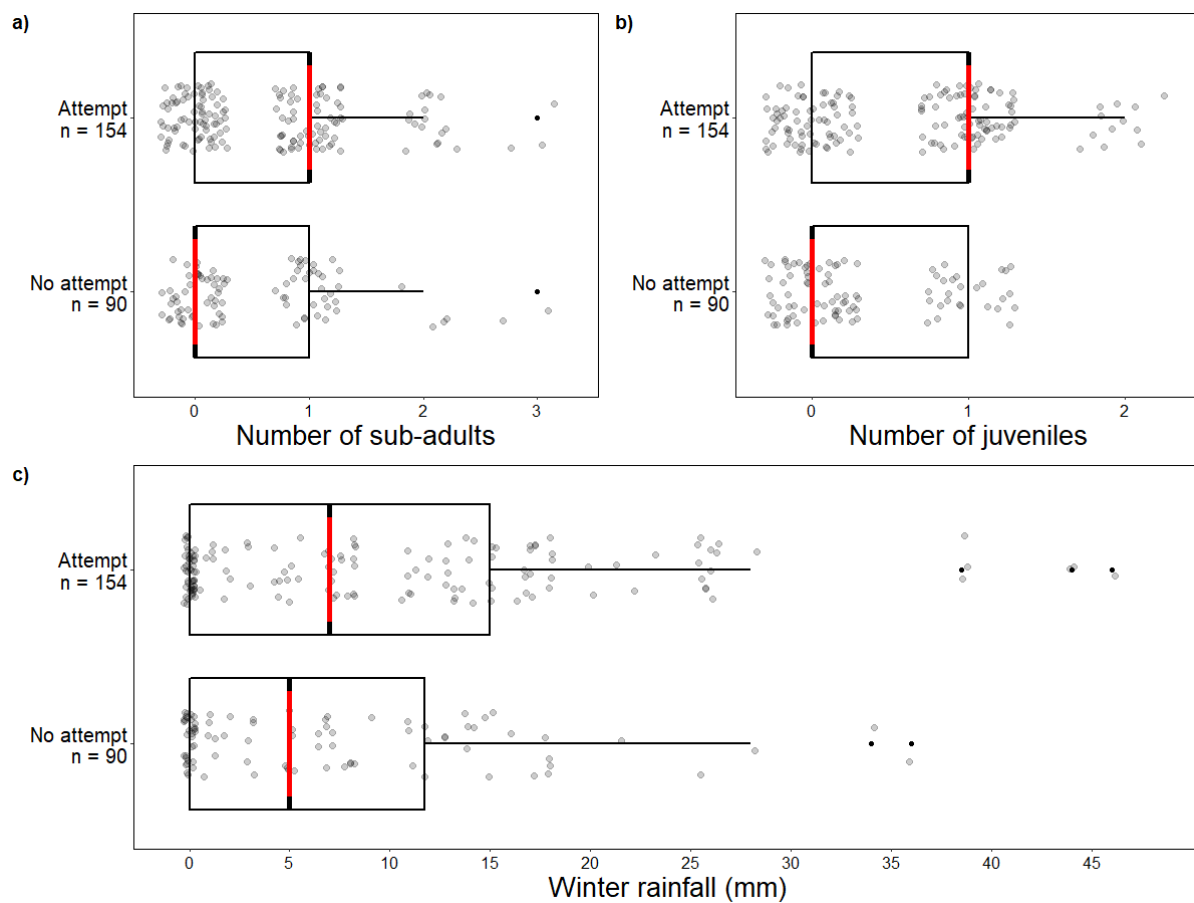 a)
Attempt
n = 154
No attempt
n = 90
0 1 2 3
Number of sub-adults
b)
Attempt
n = 154
No attempt
n = 90
0 1 2
Number of juveniles
c)
Attempt
n = 154
No attempt
n = 90
0 5 10 15 20 25 30 35 40 45
Winter rainfall (mm)